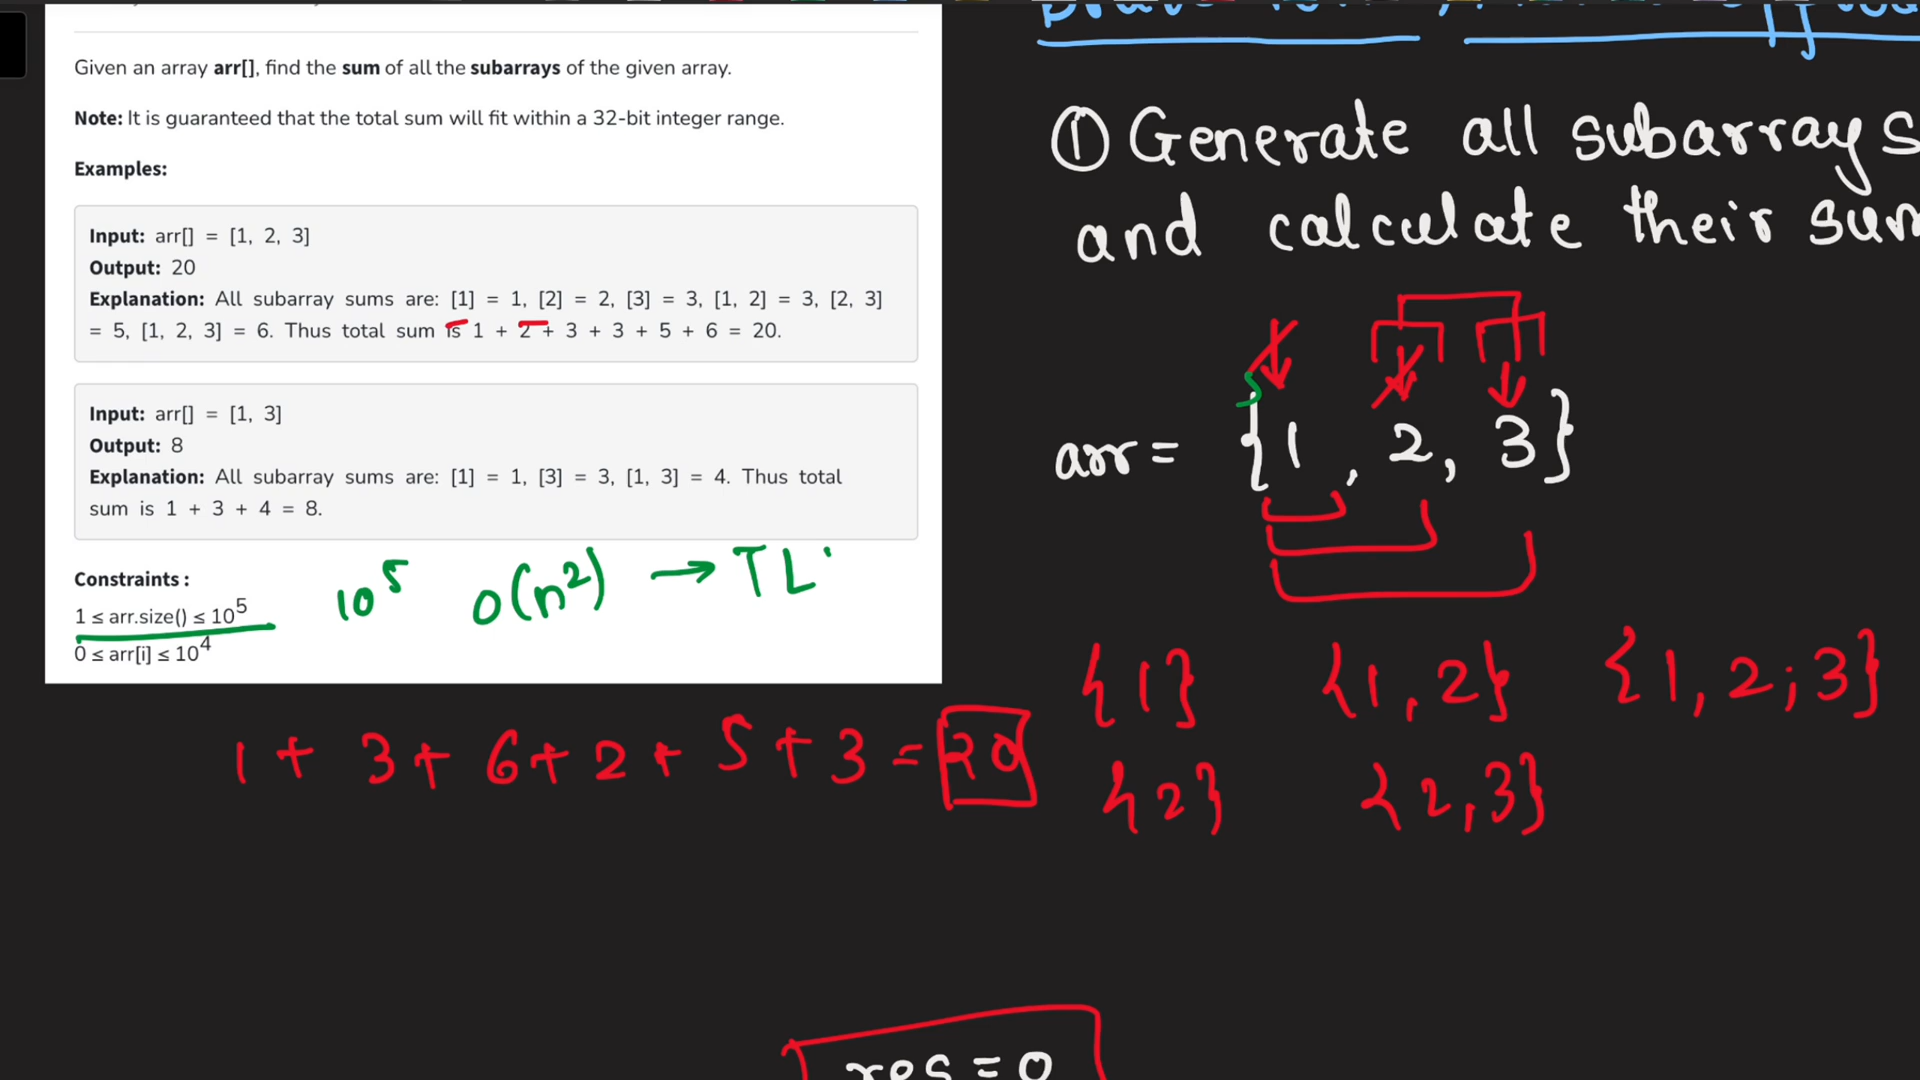 Given an array arr[], find the sum of all the subarrays of the given array.
Note: It is guaranteed that the total sum will fit within a 32-bit integer range.
Examples:
Input: arr[] = [1, 2, 3]
Output: 20
Explanation: All subarray sums are: [1] = 1, [2] = 2, [3] = 3, [1, 2] = 3, [2, 3]
= 5, [1, 2, 3] = 6. Thus total sum is 1 + 2 + 3 + 3 + 5 + 6 = 20.
Input: arr[] = [1, 3]
Output: 8
Explanation: All subarray sums are: [1] = 1, [3] = 3, [1, 3] = 4. Thus total
sum is 1 + 3 + 4 = 8.
Constraints :
1 ≤ arr.size() ≤ 10⁵
0 ≤ arr[i] ≤ 10⁴
10⁵ O(n²) → TL
① Generate all subarrays
and calculate their sum
arr = {1, 2, 3}
{1} {1,2} {1,2,3}
{2} {2,3}
1 + 3 + 6 + 2 + 5 + 3 = 20
res = 0